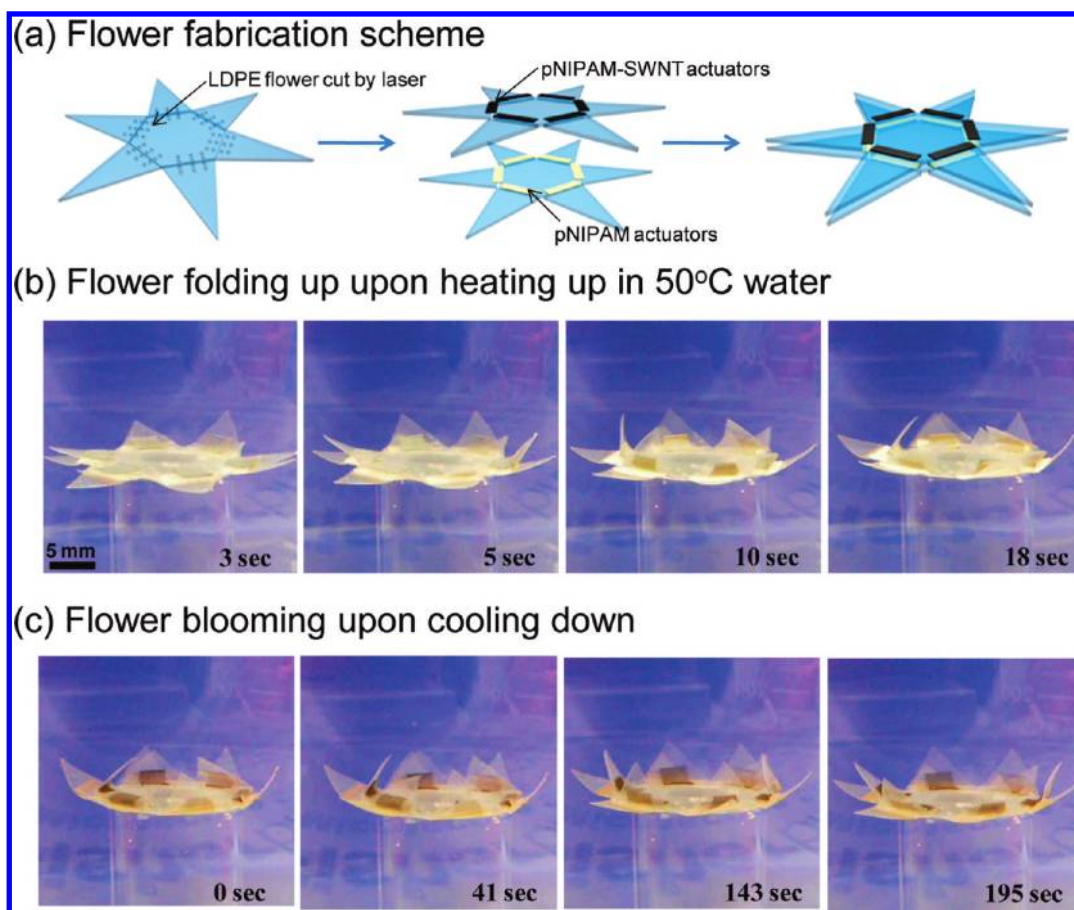 (a) Flower fabrication scheme
LDPE flower cut by laser
pNIPAM-SWNT actuators
pNIPAM actuators
(b) Flower folding up upon heating up in 50°C water
5 mm
3 sec
5 sec
10 sec
18 sec
(c) Flower blooming upon cooling down
0 sec
41 sec
143 sec
195 sec